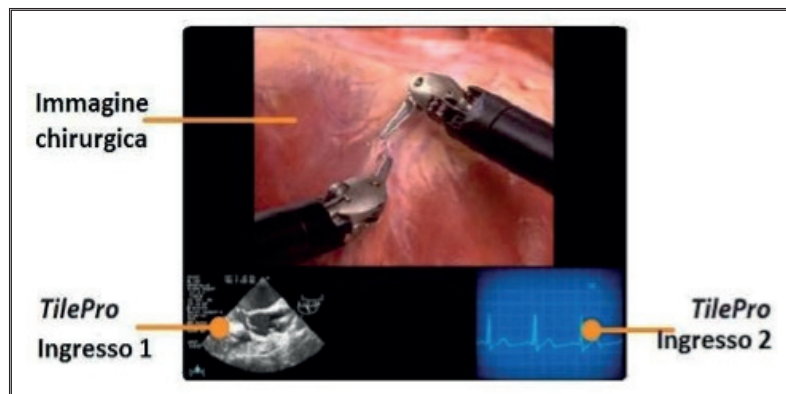 Immagine
chirurgica
TilePro
Ingresso 1
TilePro
Ingresso 2